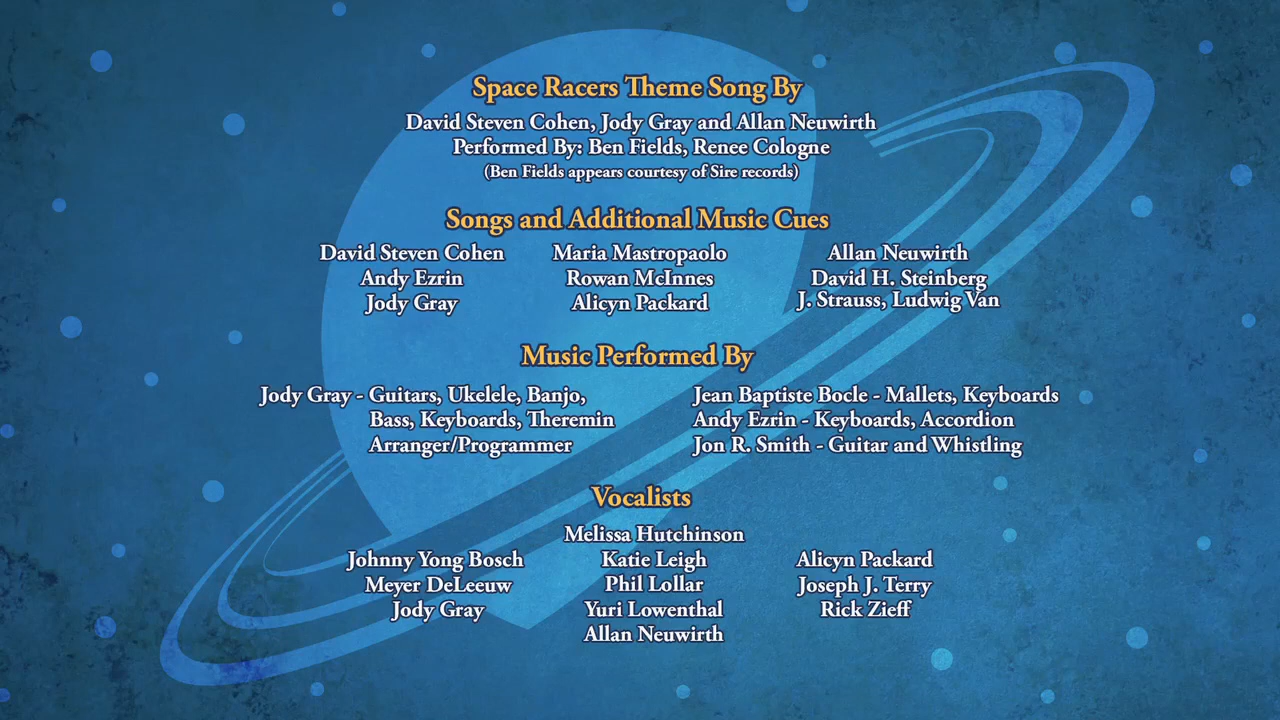 Space Racers Theme Song By
David Steven Cohen, Jody Gray and Allan Neuwirth
Performed By: Ben Fields, Renee Cologne
(Ben Fields appears courtesy of Sire records)
Songs and Additional Music Cues
David Steven Cohen Maria Mastropaolo Allan Neuwirth
Andy Ezrin Rowan McInnes David H. Steinberg
Jody Gray Alicyn Packard J. Strauss, Ludwig Van
Music Performed By
Jody Gray - Guitars, Ukelele, Banjo,
Bass, Keyboards, Theremin
Arranger/Programmer
Jean Baptiste Bocle - Mallets, Keyboards
Andy Ezrin - Keyboards, Accordion
Jon R. Smith - Guitar and Whistling
Vocalists
Melissa Hutchinson
Johnny Yong Bosch Katie Leigh Alicyn Packard
Meyer DeLeeuw Phil Lollar Joseph J. Terry
Jody Gray Yuri Lowenthal Rick Zieff
Allan Neuwirth